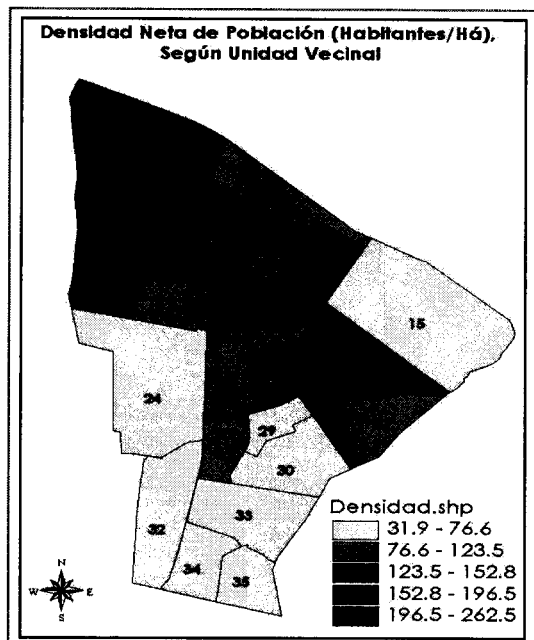 Densidad Neta de Población (Habitantes/Há),
Según Unidad Vecinal
15
24
29
30
32
33
34
35
Densidad.shp
31.9 - 76.6
76.6 - 123.5
123.5 - 152.8
152.8 - 196.5
196.5 - 262.5
N
W E
S